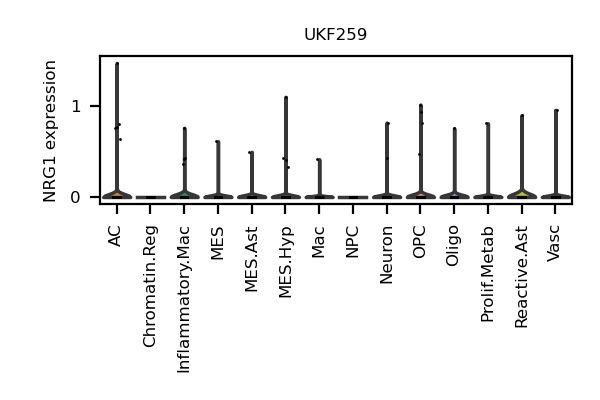 UKF259
NRG1 expression
1
0
AC
Chromatin.Reg
Inflammatory.Mac
MES
MES.Ast
MES.Hyp
Mac
NPC
Neuron
OPC
Oligo
Prolif.Metab
Reactive.Ast
Vasc